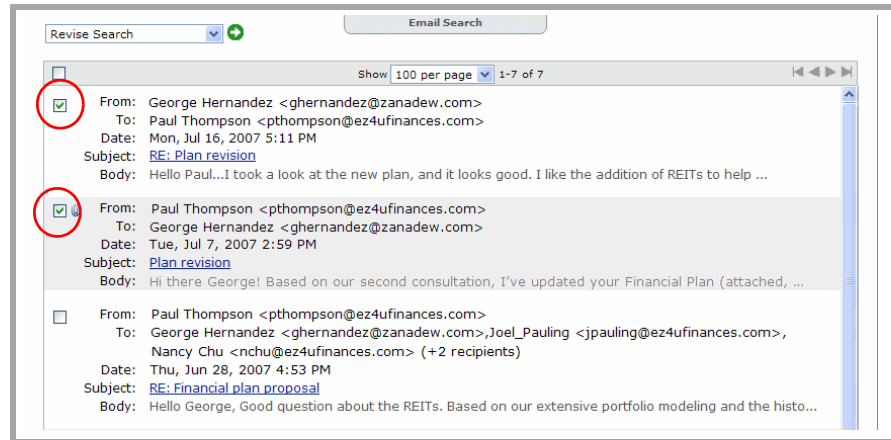 Email Search
Revise Search
Show 100 per page 1-7 of 7
From: George Hernandez <ghernandez@zanadew.com>
To: Paul Thompson <pthompson@ez4ufinances.com>
Date: Mon, Jul 16, 2007 5:11 PM
Subject: RE: Plan revision
Body: Hello Paul...I took a look at the new plan, and it looks good. I like the addition of REITs to help ...
From: Paul Thompson <pthompson@ez4ufinances.com>
To: George Hernandez <ghernandez@zanadew.com>
Date: Tue, Jul 7, 2007 2:59 PM
Subject: Plan revision
Body: Hi there George! Based on our second consultation, I've updated your Financial Plan (attached, ...
From: Paul Thompson <pthompson@ez4ufinances.com>
To: George Hernandez <ghernandez@zanadew.com>,Joel_Pauling <jpauling@ez4ufinances.com>,
Nancy Chu <nchu@ez4ufinances.com> (+2 recipients)
Date: Thu, Jun 28, 2007 4:53 PM
Subject: RE: Financial plan proposal
Body: Hello George, Good question about the REITs. Based on our extensive portfolio modeling and the histo...